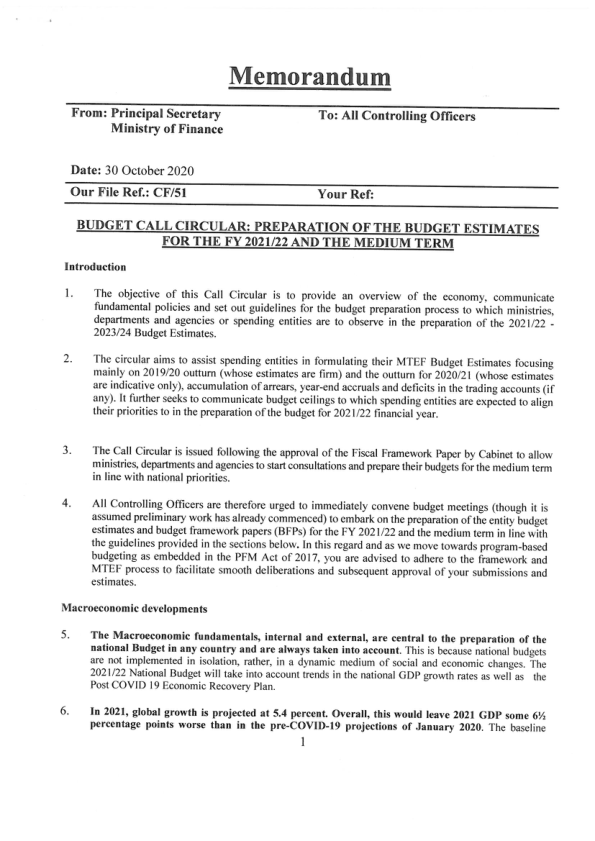 Memorandum
From: Principal Secretary To: All Controlling Officers
Ministry of Finance
Date: 30 October 2020
Our File Ref.: CF/51 Your Ref:
BUDGET CALL CIRCULAR: PREPARATION OF THE BUDGET ESTIMATES
FOR THE FY 2021/22 AND THE MEDIUM TERM
Introduction
1. The objective of this Call Circular is to provide an overview of the economy, communicate
fundamental policies and set out guidelines for the budget preparation process to which ministries,
departments and agencies or spending entities are to observe in the preparation of the 2021/22 -
2023/24 Budget Estimates.
2. The circular aims to assist spending entities in formulating their MTEF Budget Estimates focusing
mainly on 2019/20 outturn (whose estimates are firm) and the outturn for 2020/21 (whose estimates
are indicative only), accumulation of arrears, year-end accruals and deficits in the trading accounts (if
any). It further seeks to communicate budget ceilings to which spending entities are expected to align
their priorities to in the preparation of the budget for 2021/22 financial year.
3. The Call Circular is issued following the approval of the Fiscal Framework Paper by Cabinet to allow
ministries, departments and agencies to start consultations and prepare their budgets for the medium term
in line with national priorities.
4. All Controlling Officers are therefore urged to immediately convene budget meetings (though it is
assumed preliminary work has already commenced) to embark on the preparation of the entity budget
estimates and budget framework papers (BFPs) for the FY 2021/22 and the medium term in line with
the guidelines provided in the sections below. In this regard and as we move towards program-based
budgeting as embedded in the PFM Act of 2017, you are advised to adhere to the framework and
MTEF process to facilitate smooth deliberations and subsequent approval of your submissions and
estimates.
Macroeconomic developments
5. The Macroeconomic fundamentals, internal and external, are central to the preparation of the
national Budget in any country and are always taken into account. This is because national budgets
are not implemented in isolation, rather, in a dynamic medium of social and economic changes. The
2021/22 National Budget will take into account trends in the national GDP growth rates as well as the
Post COVID 19 Economic Recovery Plan.
6. In 2021, global growth is projected at 5.4 percent. Overall, this would leave 2021 GDP some 6½
percentage points worse than in the pre-COVID-19 projections of January 2020. The baseline
1